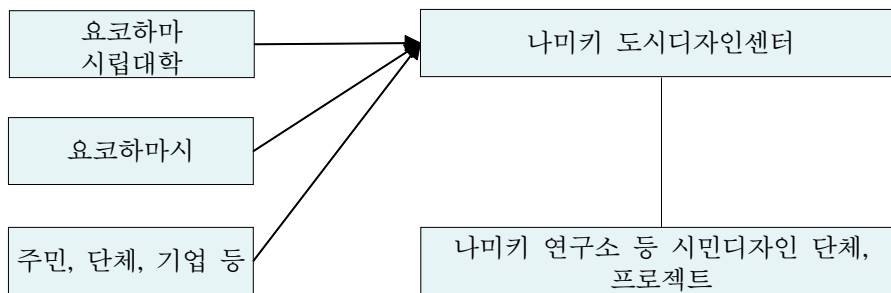 요코하마
시립대학
나미키 도시디자인센터
요코하마시
주민, 단체, 기업 등
나미키 연구소 등 시민디자인 단체,
프로젝트